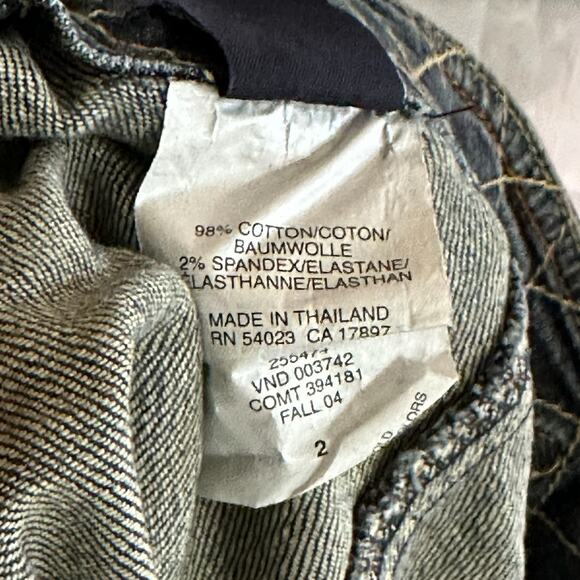 98% COTTON/COTON/
BAUMWOLLE
2% SPANDEX/ELASTANE/
ELASTHANNE/ELASTHAN
MADE IN THAILAND
RN 54023 CA 17897
VND 003742
COMT 394181
FALL 04
2